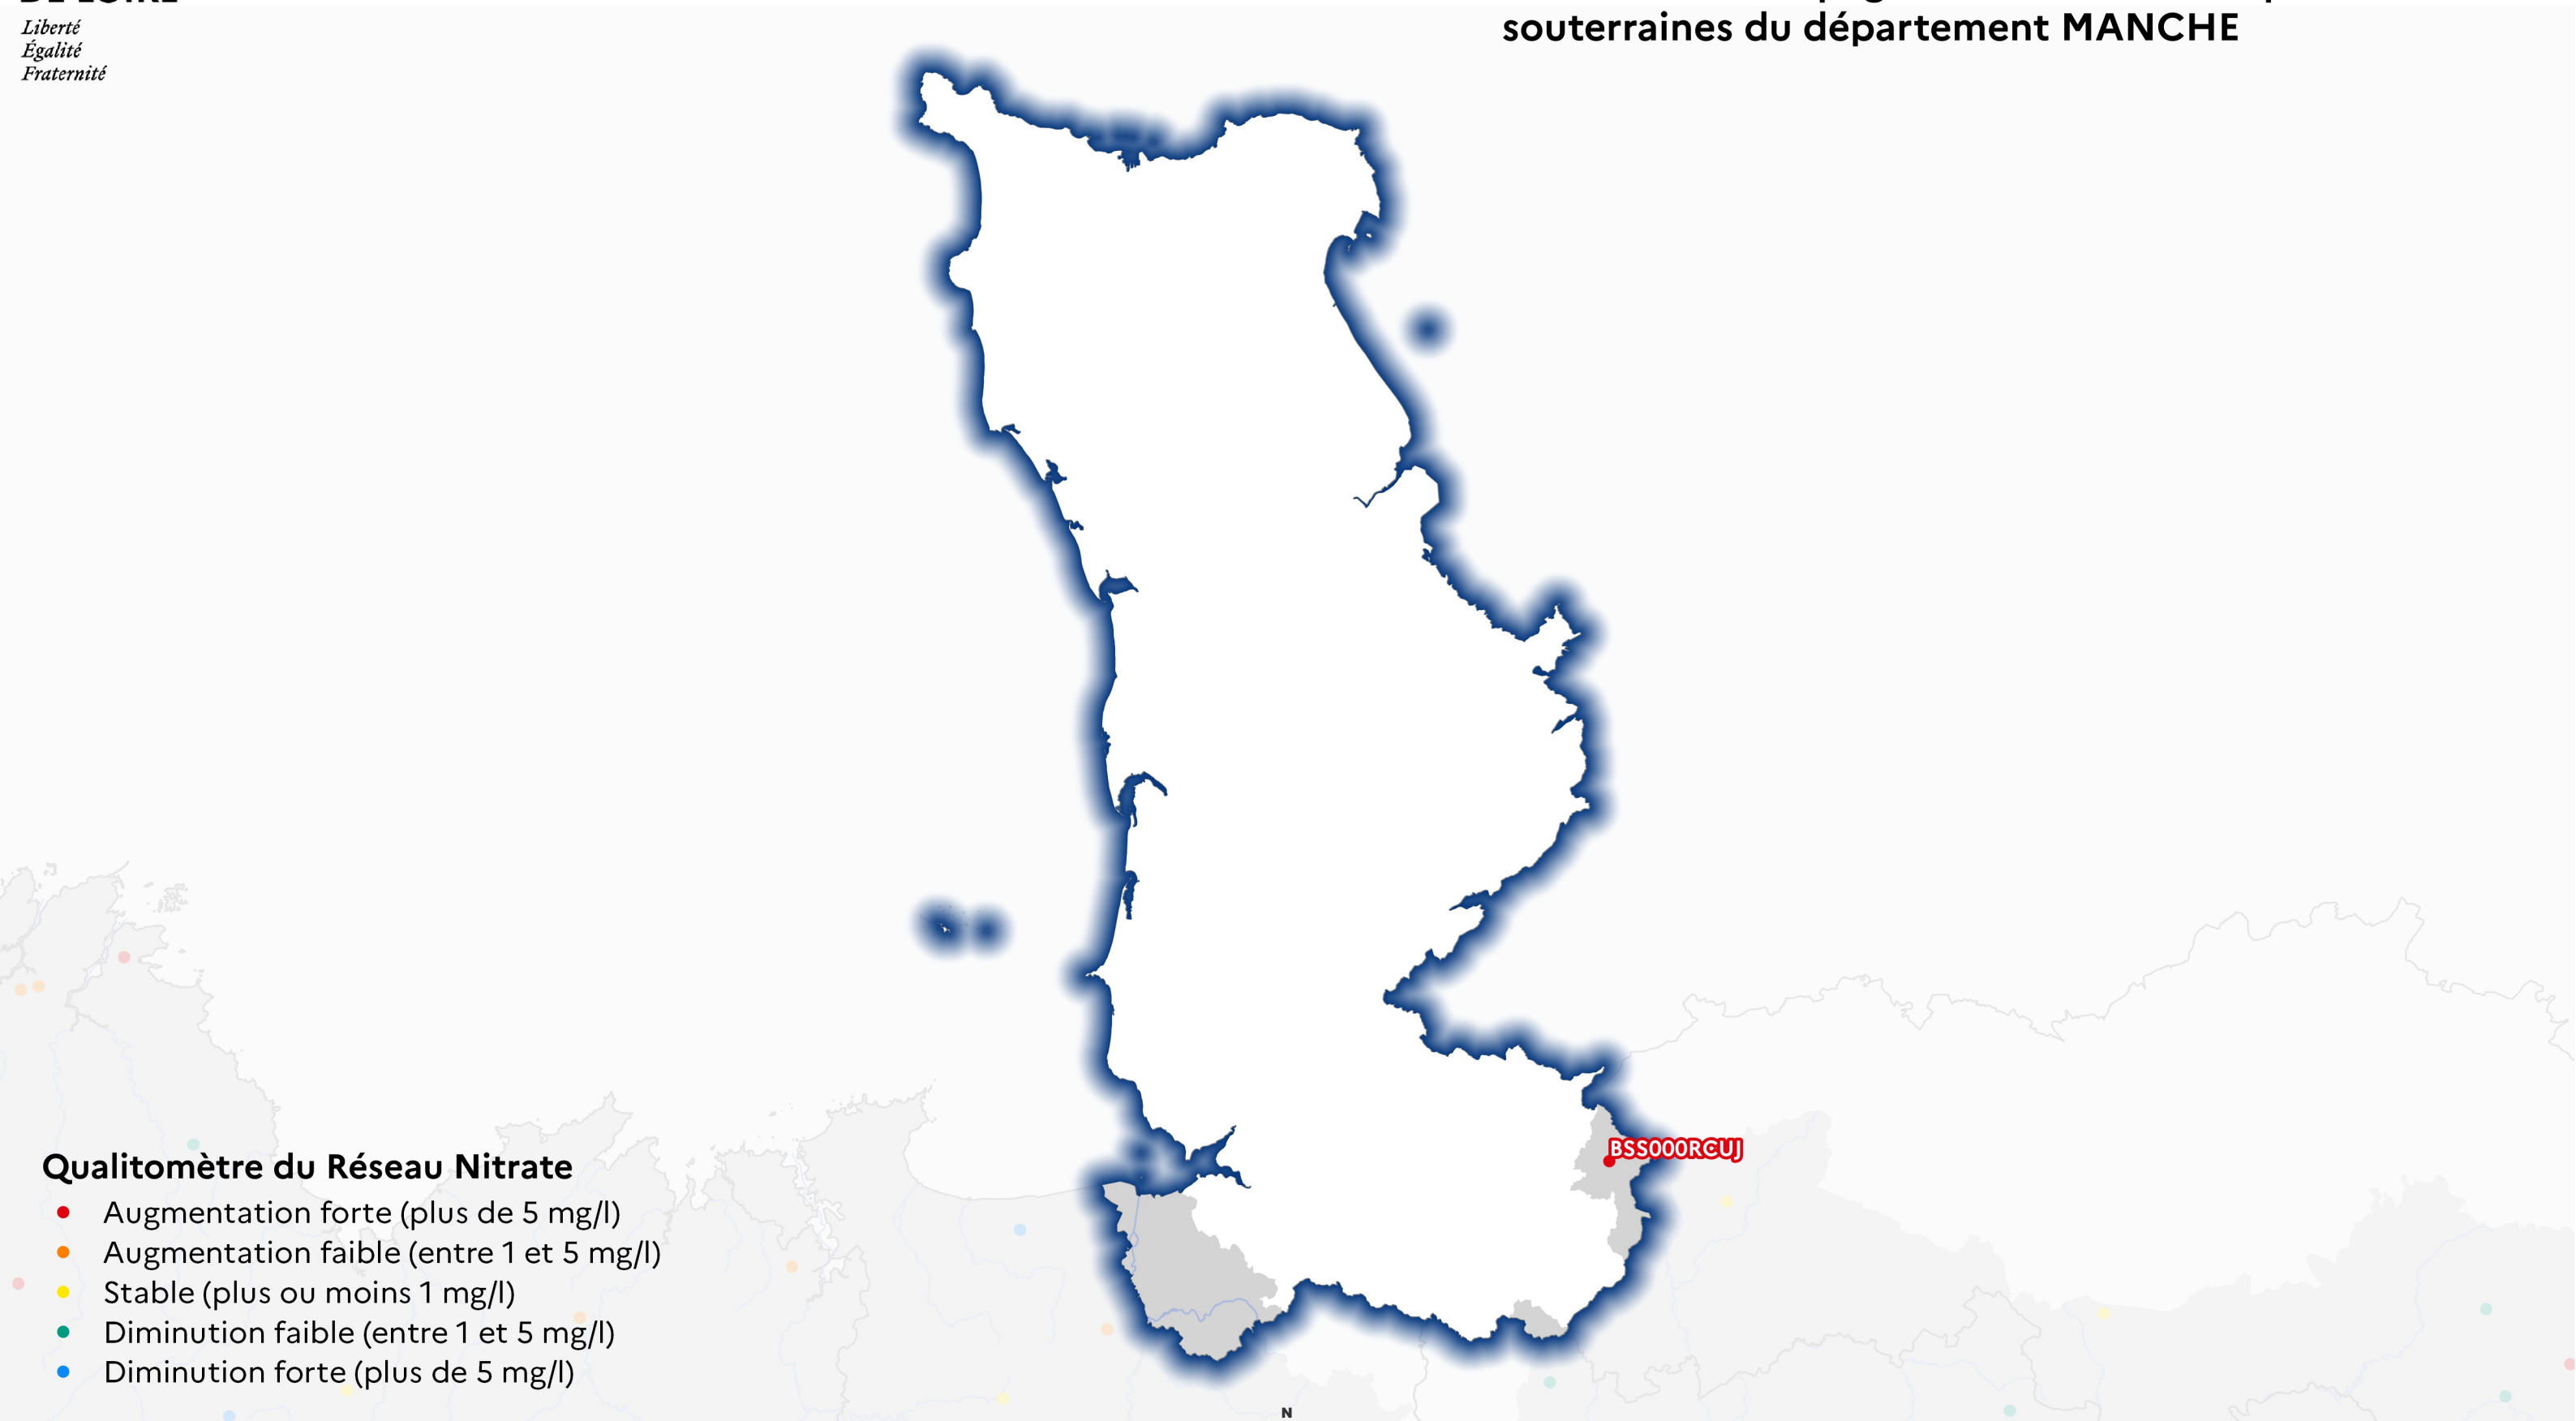 Liberté
Égalité
Fraternité
souterraines du département MANCHE
BSS000RCUJ
Qualitomètre du Réseau Nitrate
Augmentation forte (plus de 5 mg/l)
Augmentation faible (entre 1 et 5 mg/l)
Stable (plus ou moins 1 mg/l)
Diminution faible (entre 1 et 5 mg/l)
Diminution forte (plus de 5 mg/l)
N